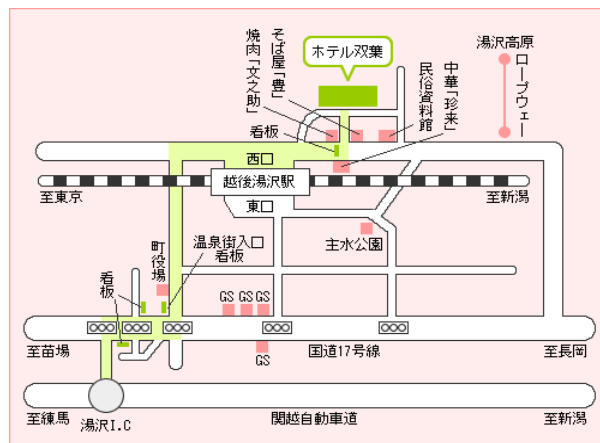 ホテル双葉
そば屋「豊」
焼肉「文之助」
中華「珍来」
民俗資料館
湯沢高原
ロープウェー
看板
西口
越後湯沢駅
東口
至東京
至新潟
主水公園
町役場
温泉街入口
看板
看板
GS
GS
GS
GS
至苗場
国道17号線
至長岡
至練馬
湯沢I.C
関越自動車道
至新潟